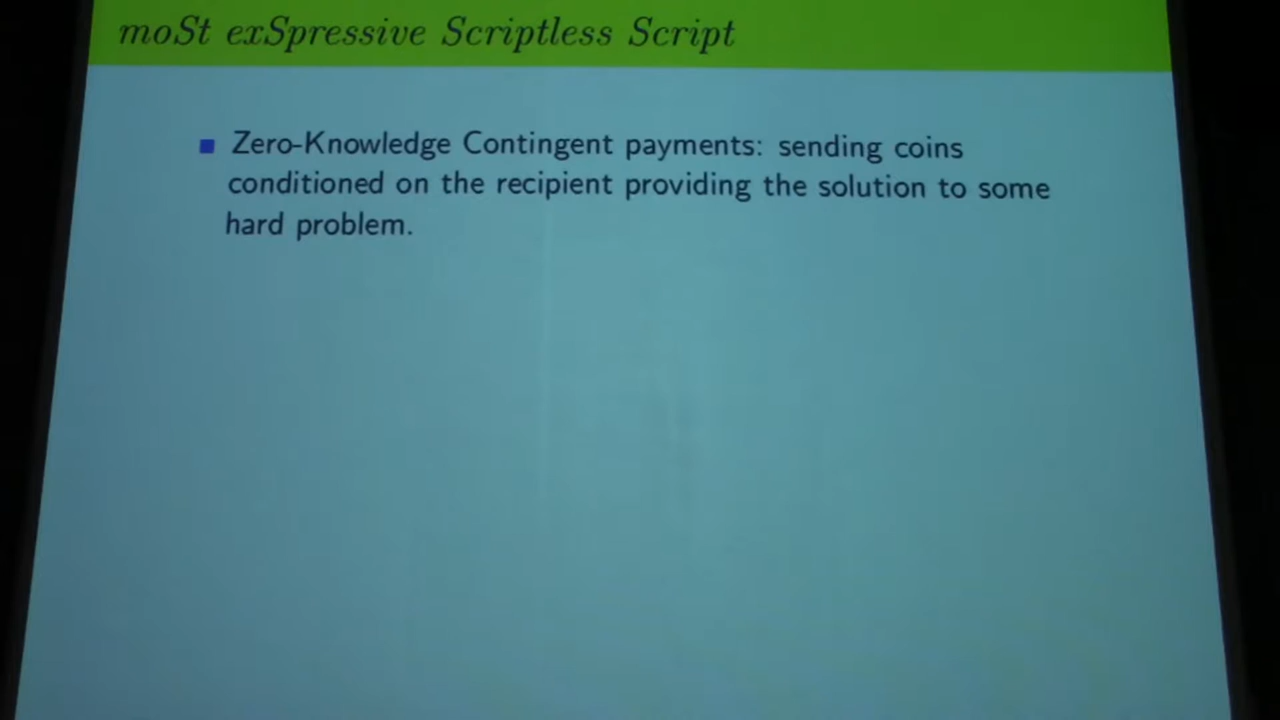 moSt exSpressive Scriptless Script
Zero-Knowledge Contingent payments: sending coins
conditioned on the recipient providing the solution to some
hard problem.